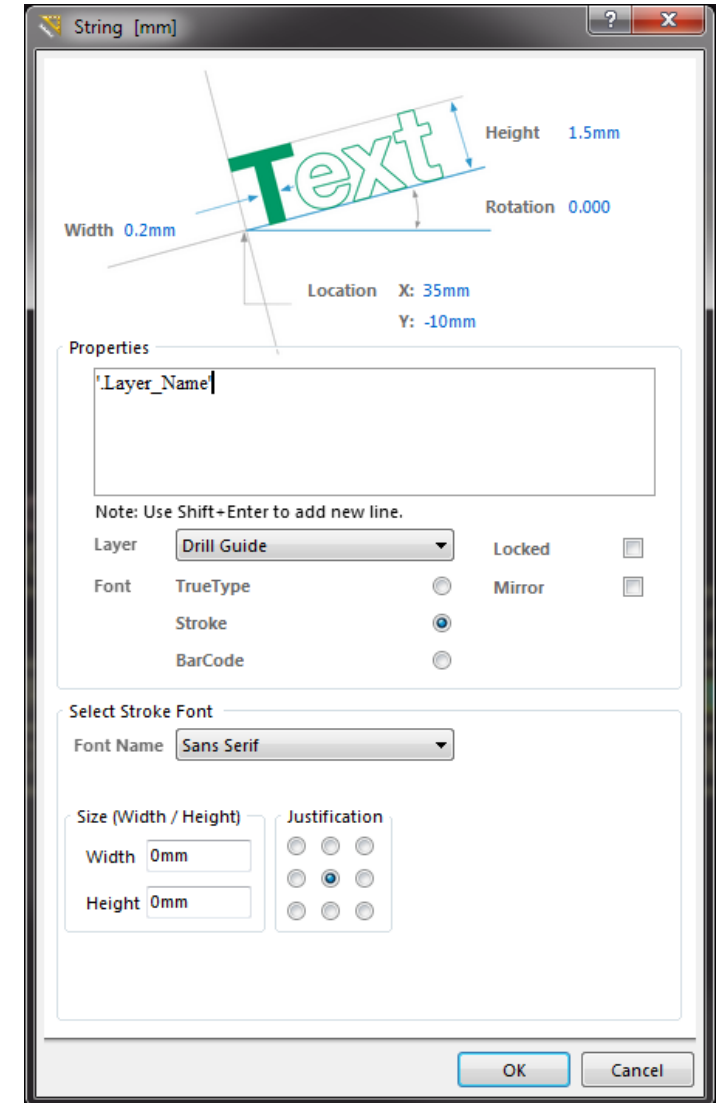 String [mm]
?
X
Text
Height 1.5mm
Rotation 0.000
Width 0.2mm
Location X: 35mm
Y: -10mm
Properties
'.Layer_Name'
Note: Use Shift+Enter to add new line.
Layer Drill Guide Locked
Font TrueType Mirror
Stroke
BarCode
Select Stroke Font
Font Name Sans Serif
Size (Width / Height) Justification
Width 0mm
Height 0mm
OK Cancel